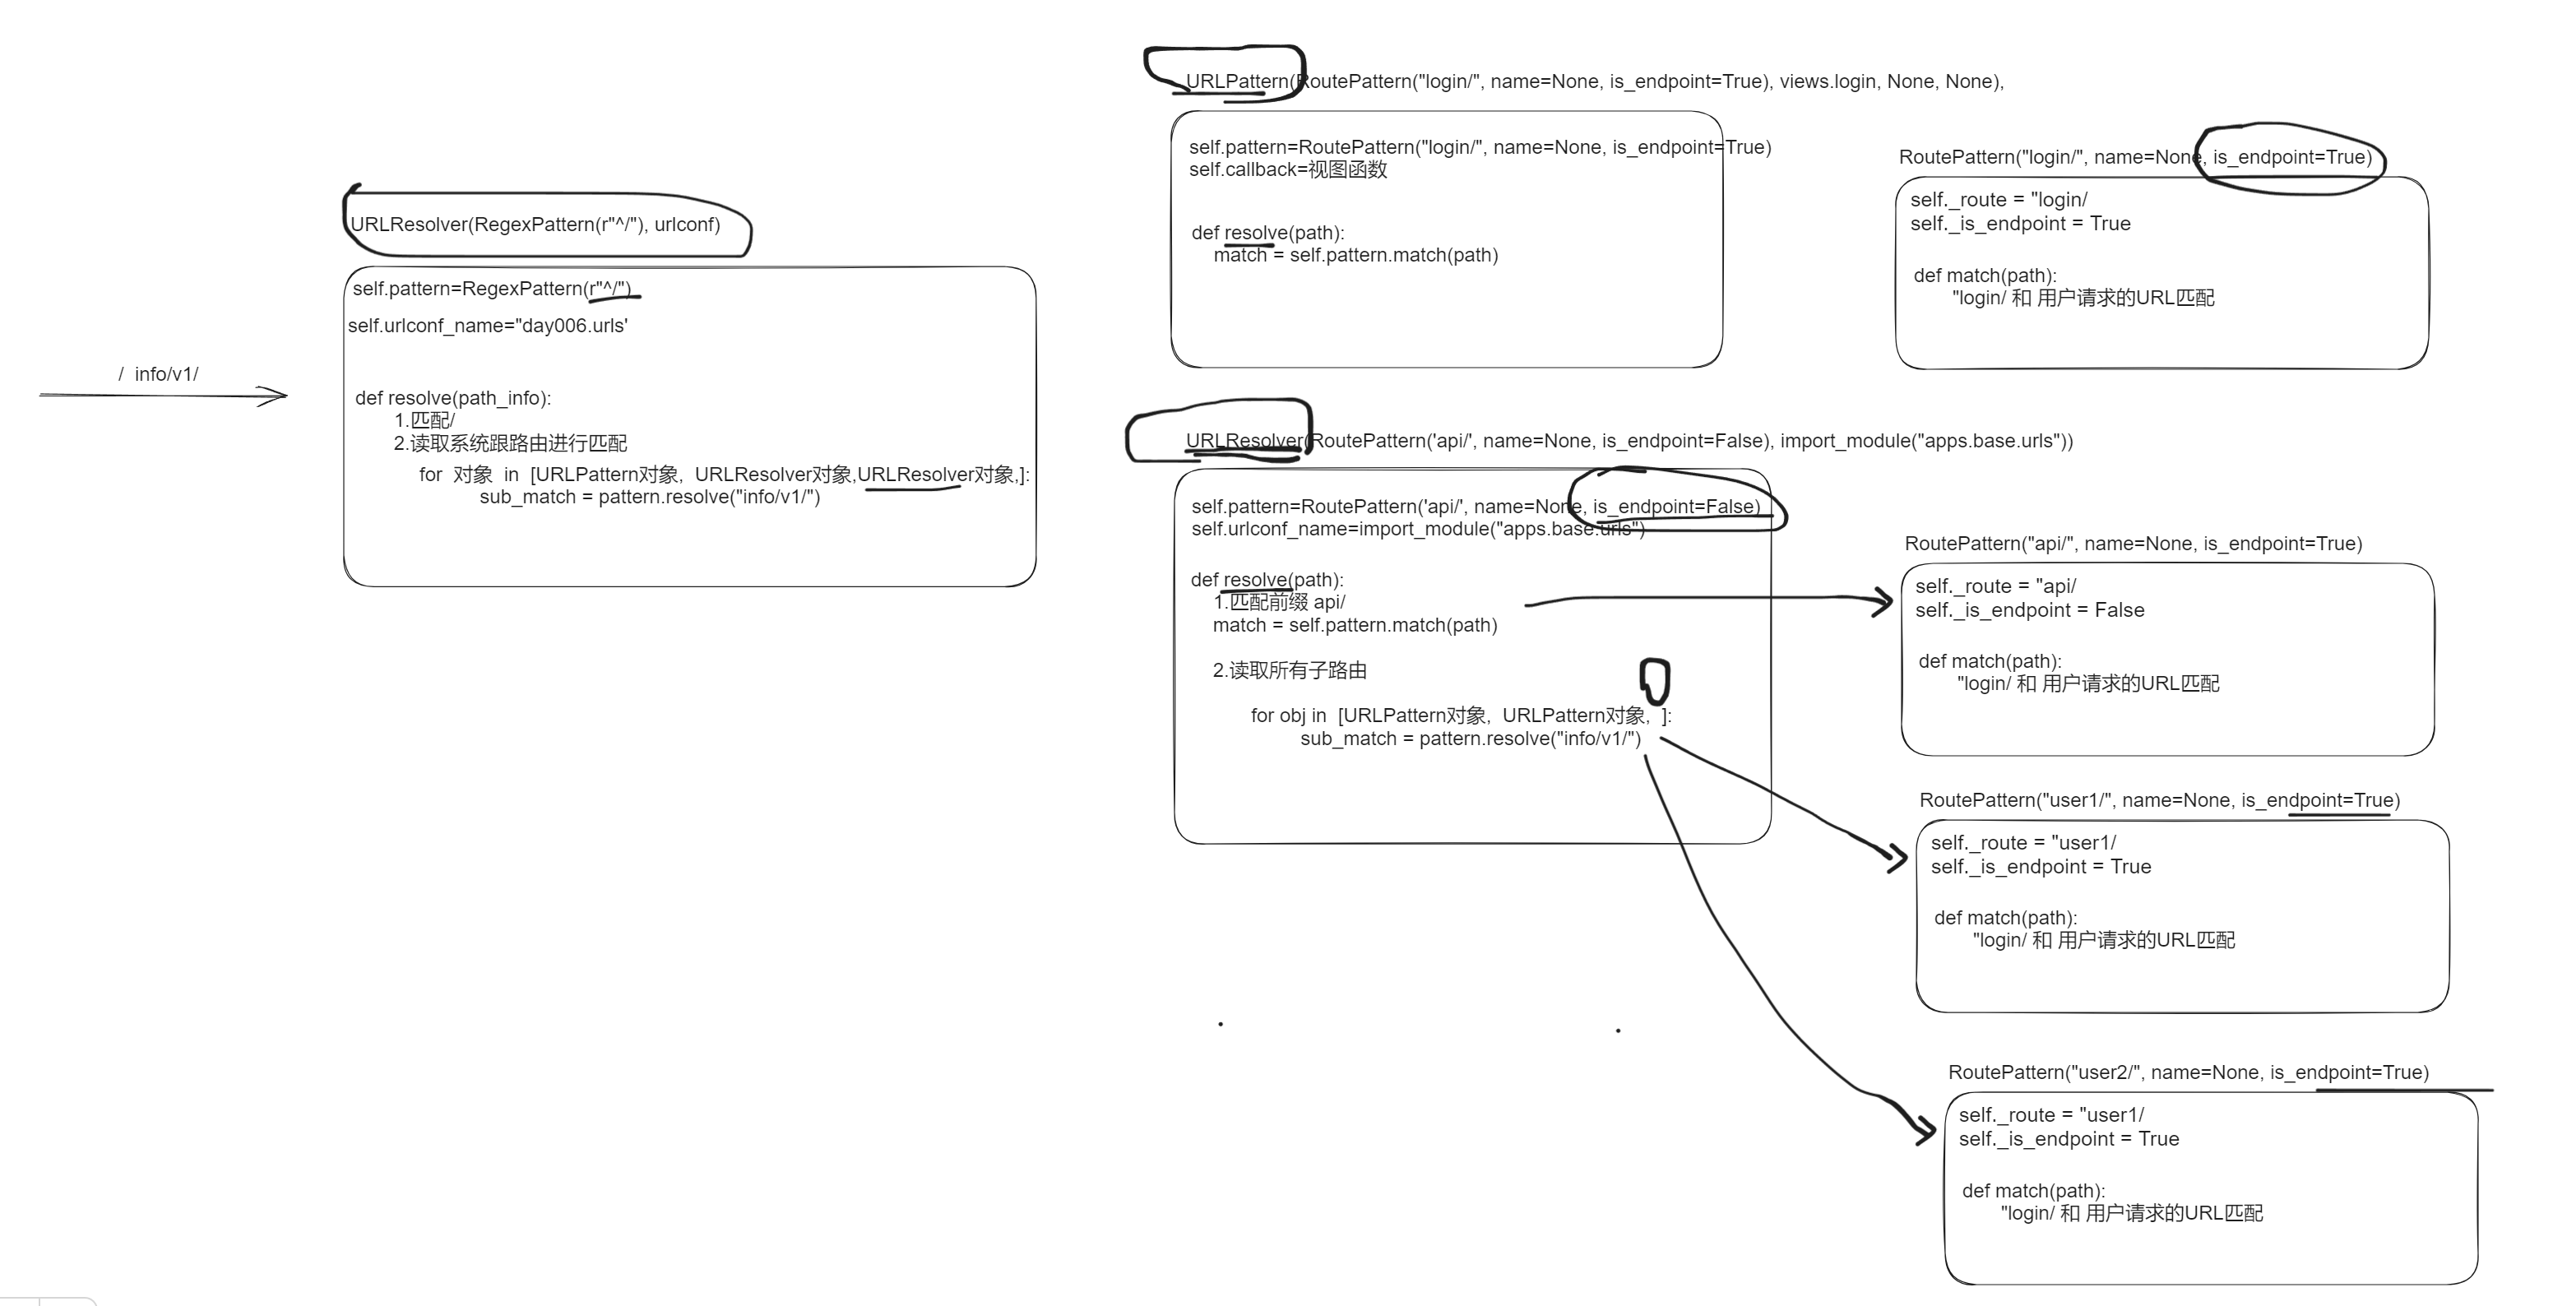 /  info/v1/
URLResolver(RegexPattern(r"^/"), urlconf)
self.pattern=RegexPattern(r"^/")
self.urlconf_name="day006.urls'
def resolve(path_info):
1.匹配/
2.读取系统跟路由进行匹配
for  对象  in  [URLPattern对象,  URLResolver对象,URLResolver对象,]:
sub_match = pattern.resolve("info/v1/")
URLPattern(RoutePattern("login/", name=None, is_endpoint=True), views.login, None, None),
self.pattern=RoutePattern("login/", name=None, is_endpoint=True)
self.callback=视图函数
def resolve(path):
match = self.pattern.match(path)
RoutePattern("login/", name=None, is_endpoint=True)
self._route = "login/
self._is_endpoint = True
def match(path):
"login/ 和 用户请求的URL匹配
URLResolver(RoutePattern('api/', name=None, is_endpoint=False), import_module("apps.base.urls"))
self.pattern=RoutePattern('api/', name=None, is_endpoint=False)
self.urlconf_name=import_module("apps.base.urls")
def resolve(path):
1.匹配前缀 api/
match = self.pattern.match(path)
2.读取所有子路由
for obj in  [URLPattern对象,  URLPattern对象,  ]:
sub_match = pattern.resolve("info/v1/")
RoutePattern("api/", name=None, is_endpoint=True)
self._route = "api/
self._is_endpoint = False
def match(path):
"login/ 和 用户请求的URL匹配
RoutePattern("user1/", name=None, is_endpoint=True)
self._route = "user1/
self._is_endpoint = True
def match(path):
"login/ 和 用户请求的URL匹配
RoutePattern("user2/", name=None, is_endpoint=True)
self._route = "user1/
self._is_endpoint = True
def match(path):
"login/ 和 用户请求的URL匹配